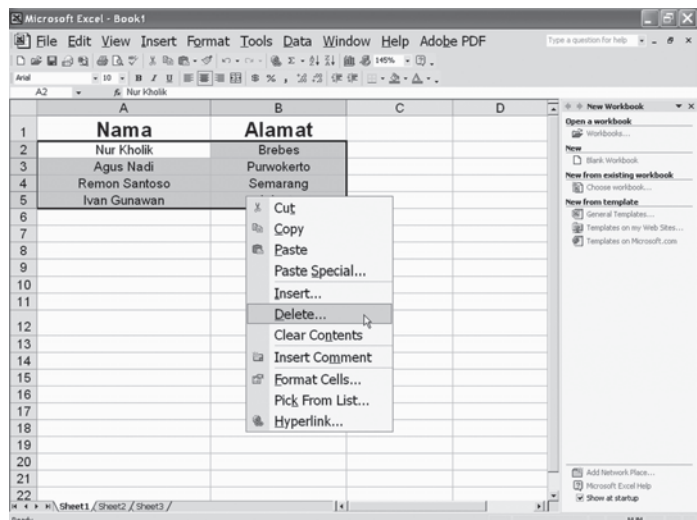 Microsoft Excel - Book1
File Edit View Insert Format Tools Data Window Help Adobe PDF
Type a question for help
145%
Arial 10 B I U
A2 fx Nur Kholik
A B C D
1 Nama Alamat
2 Nur Kholik Brebes
3 Agus Nadi Purwokerto
4 Remon Santoso Semarang
5 Ivan Gunawan
6
7
8
9
10
11
12
13
14
15
16
17
18
19
20
21
22
Cut
Copy
Paste
Paste Special...
Insert...
Delete...
Clear Contents
Insert Comment
Format Cells...
Pick From List...
Hyperlink...
New Workbook
Open a workbook
Workbooks...
New
Blank Workbook
New from existing workbook
Choose workbook...
New from template
General Templates...
Templates on my Web Sites...
Templates on Microsoft.com
Add Network Place...
Microsoft Excel Help
Show at startup
Sheet1 Sheet2 Sheet3